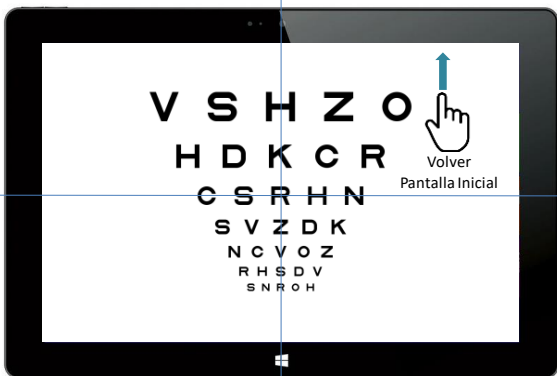 V S H Z O
H D K C R
C S R H N
S V Z D K
N C V O Z
R H S D V
S N R O H
Volver
Pantalla Inicial